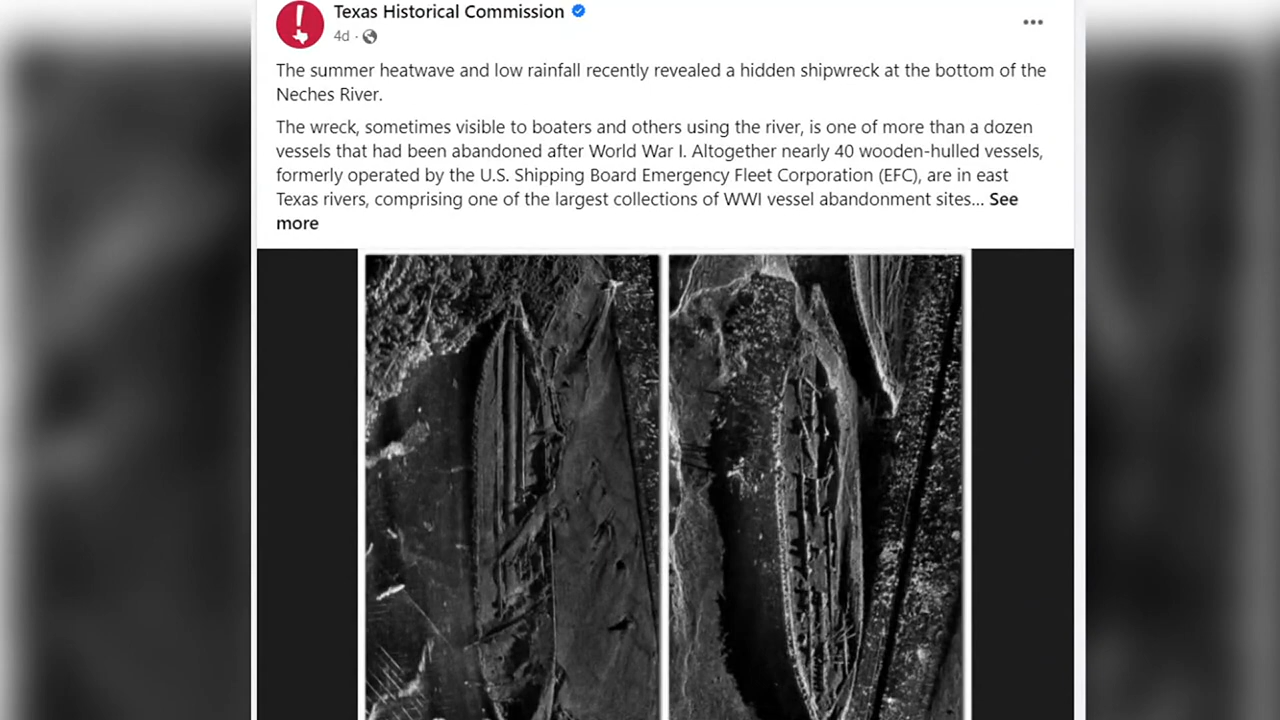 Texas Historical Commission
4d ·
The summer heatwave and low rainfall recently revealed a hidden shipwreck at the bottom of the
Neches River.
The wreck, sometimes visible to boaters and others using the river, is one of more than a dozen
vessels that had been abandoned after World War I. Altogether nearly 40 wooden-hulled vessels,
formerly operated by the U.S. Shipping Board Emergency Fleet Corporation (EFC), are in east
Texas rivers, comprising one of the largest collections of WWI vessel abandonment sites... See
more